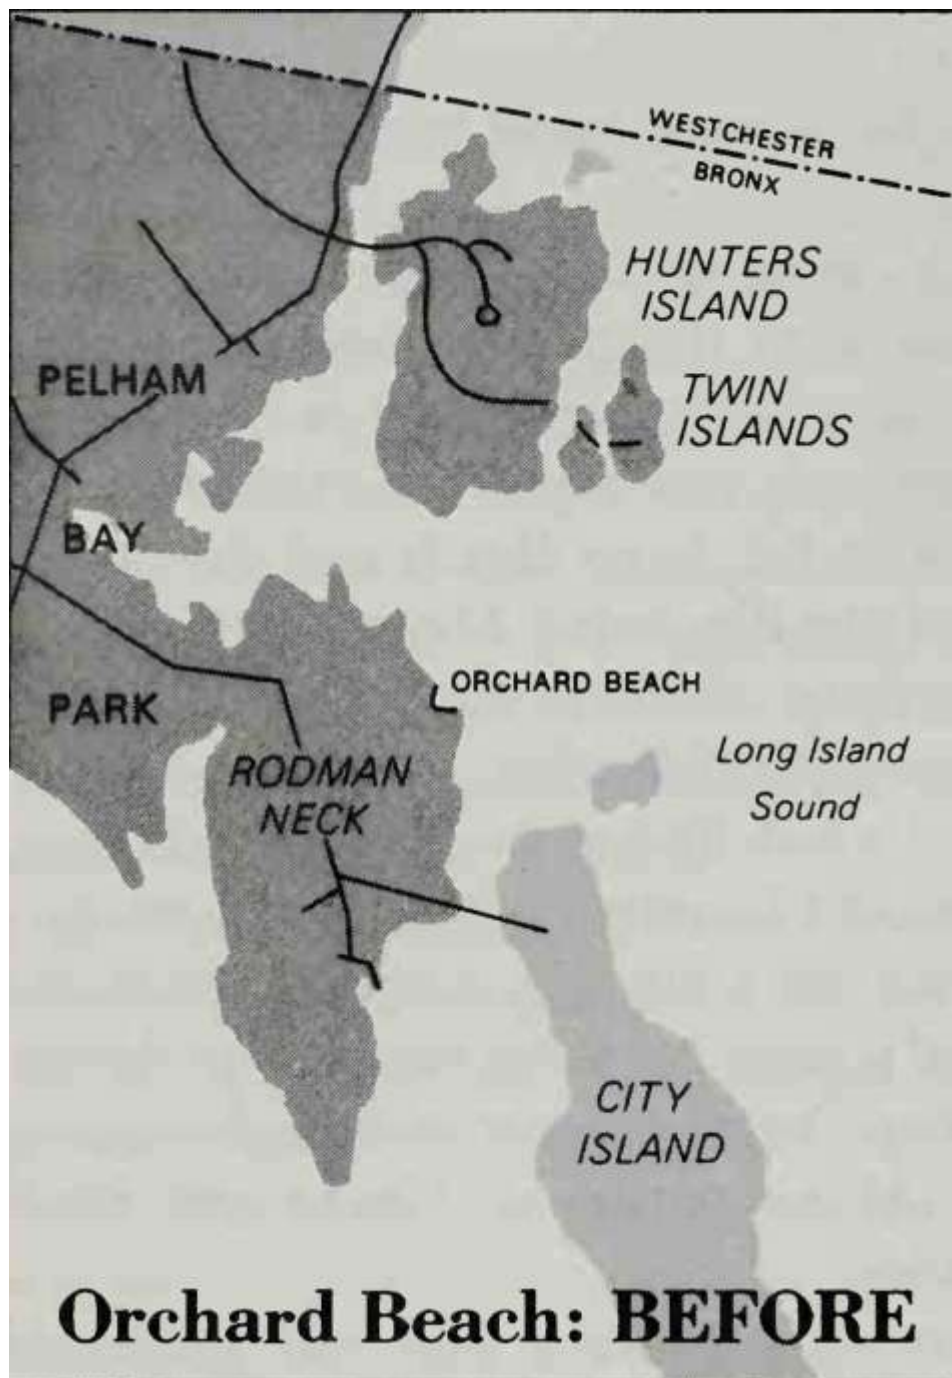 WESTCHESTER
BRONX
HUNTERS
ISLAND
TWIN
ISLANDS
PELHAM
BAY
PARK
ORCHARD BEACH
RODMAN
NECK
Long Island
Sound
CITY
ISLAND
Orchard Beach: BEFORE